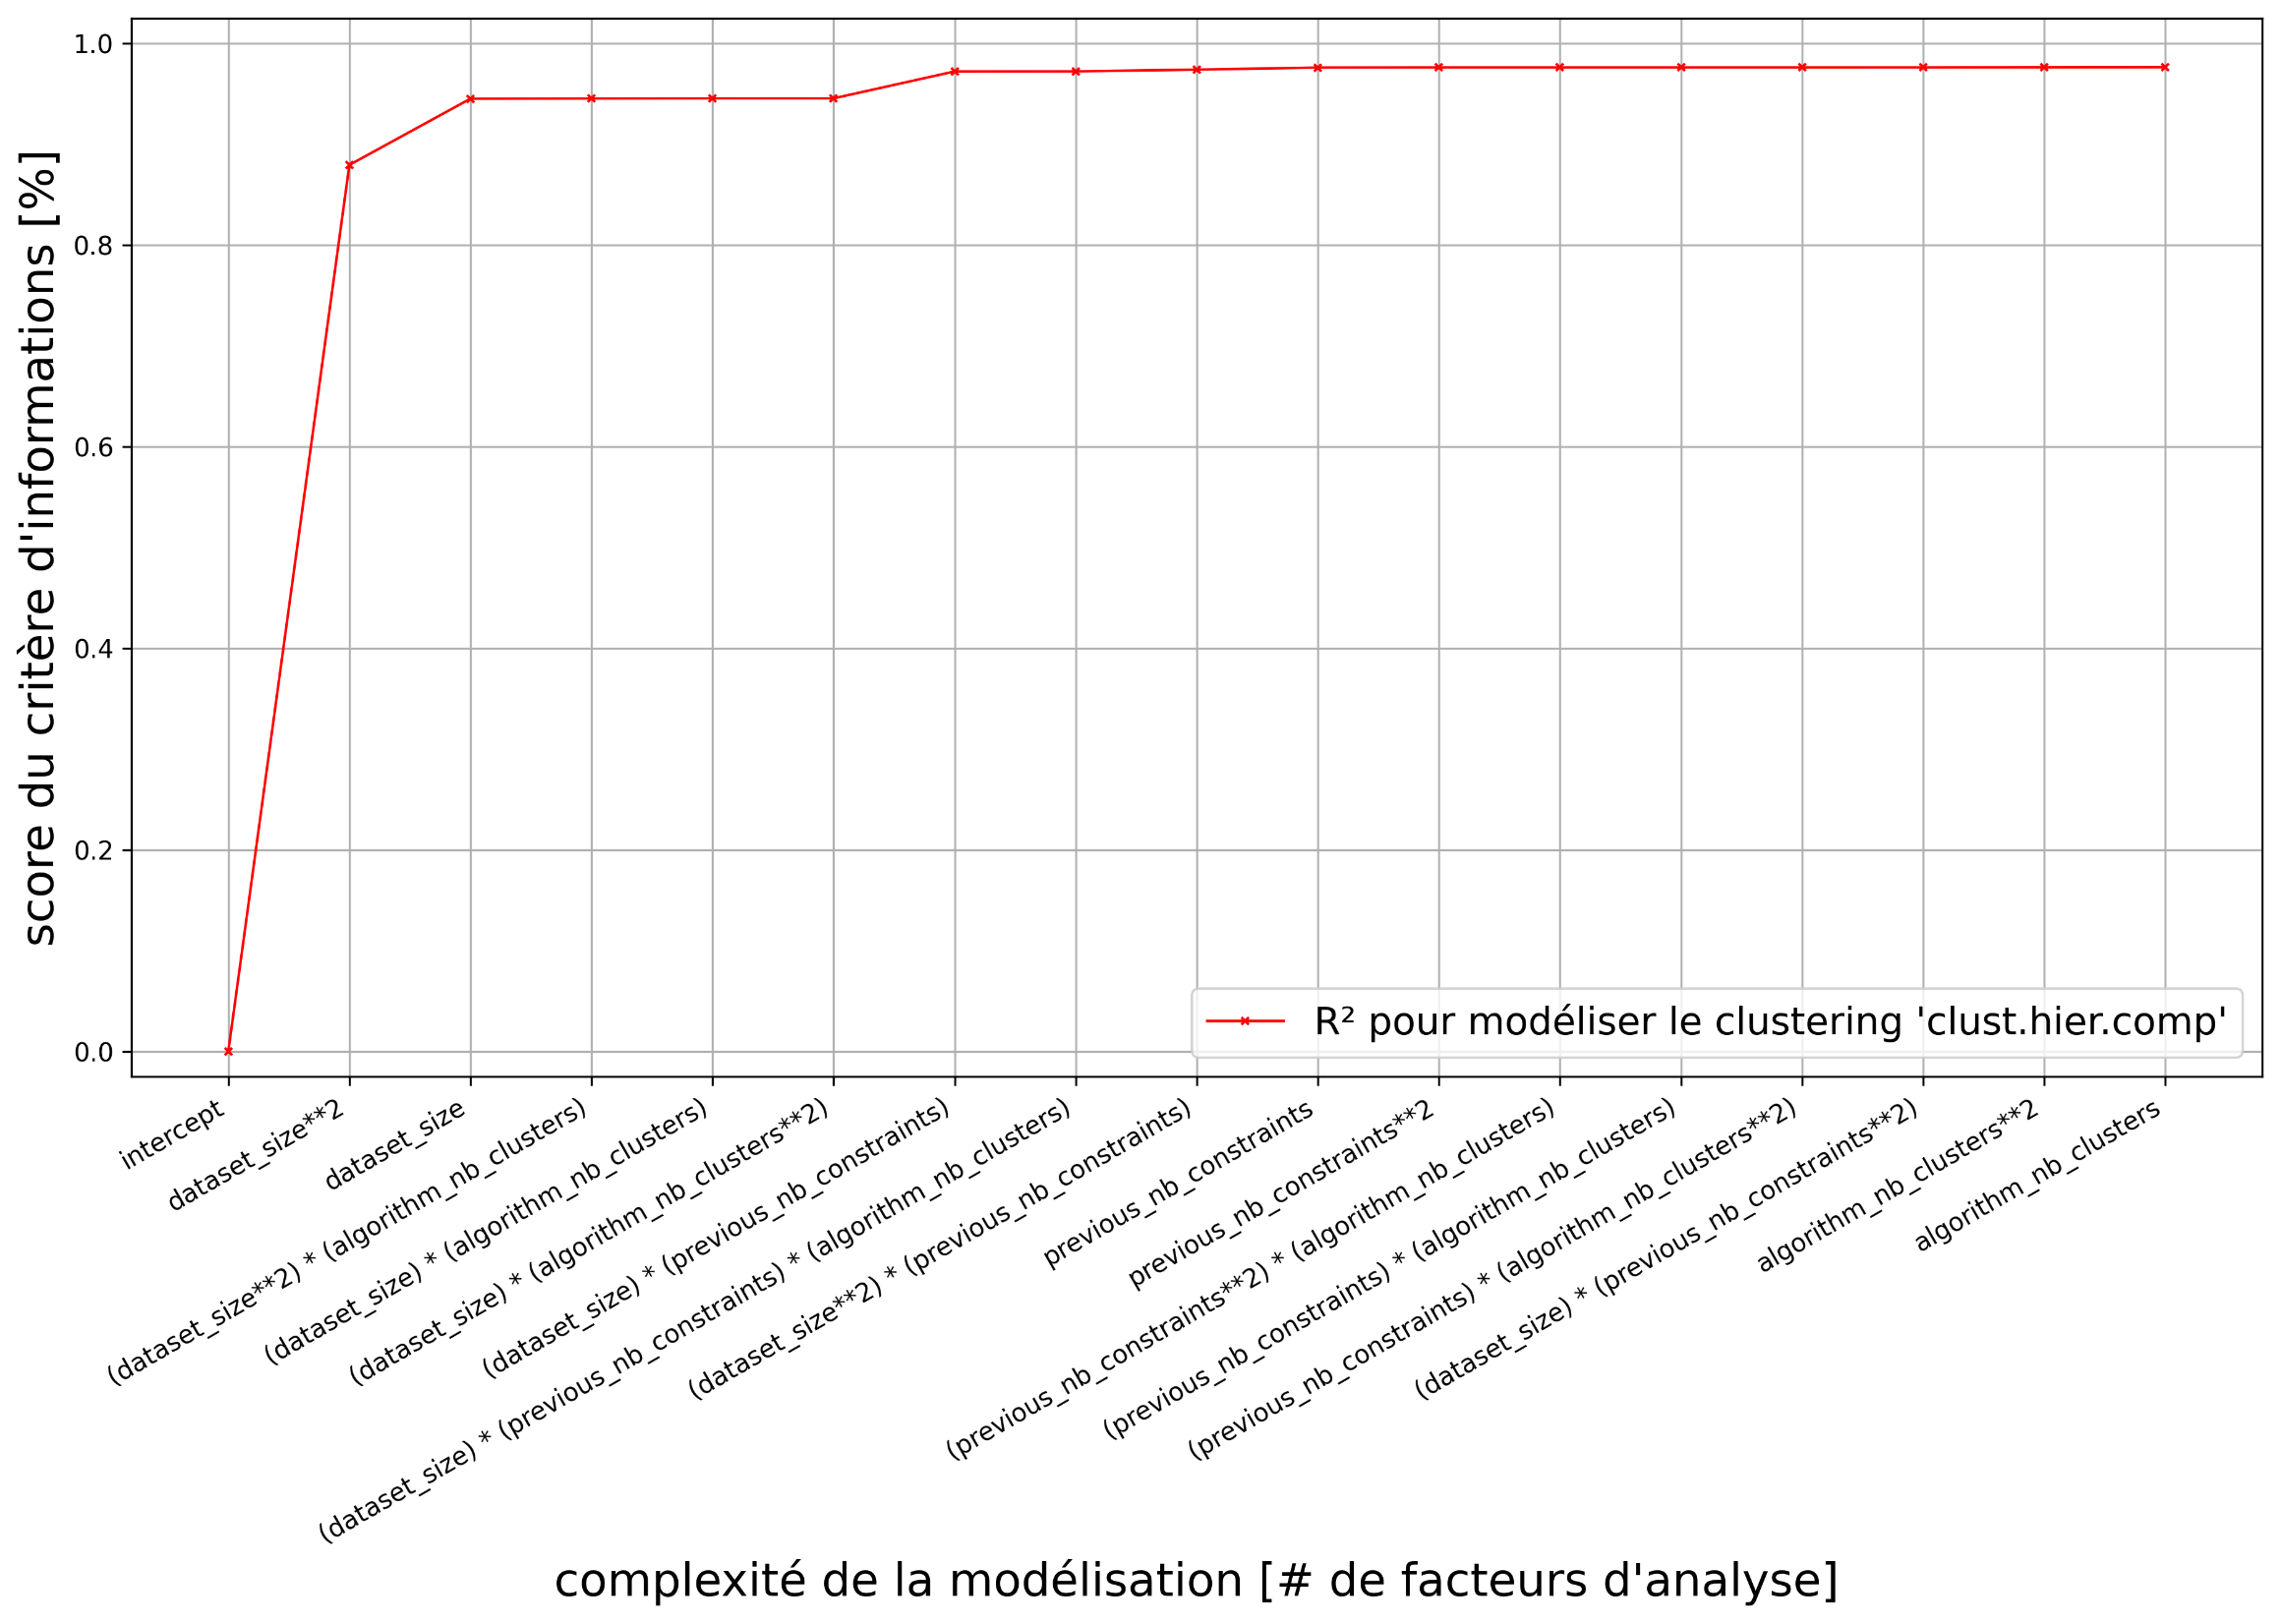 score du critère d'informations [%]
1.0
0.8
0.6
0.4
0.2
0.0
R² pour modéliser le clustering 'clust.hier.comp'
intercept
dataset_size**2
dataset_size
(dataset_size**2) * (algorithm_nb_clusters)
(dataset_size) * (algorithm_nb_clusters)
(dataset_size) * (algorithm_nb_clusters**2)
(dataset_size) * (previous_nb_constraints)
(dataset_size) * (previous_nb_constraints) * (algorithm_nb_clusters)
(dataset_size**2) * (previous_nb_constraints)
previous_nb_constraints
previous_nb_constraints**2
(previous_nb_constraints**2) * (algorithm_nb_clusters)
(previous_nb_constraints) * (algorithm_nb_clusters)
(previous_nb_constraints) * (algorithm_nb_clusters**2)
(dataset_size) * (previous_nb_constraints**2)
algorithm_nb_clusters**2
algorithm_nb_clusters
complexité de la modélisation [# de facteurs d'analyse]